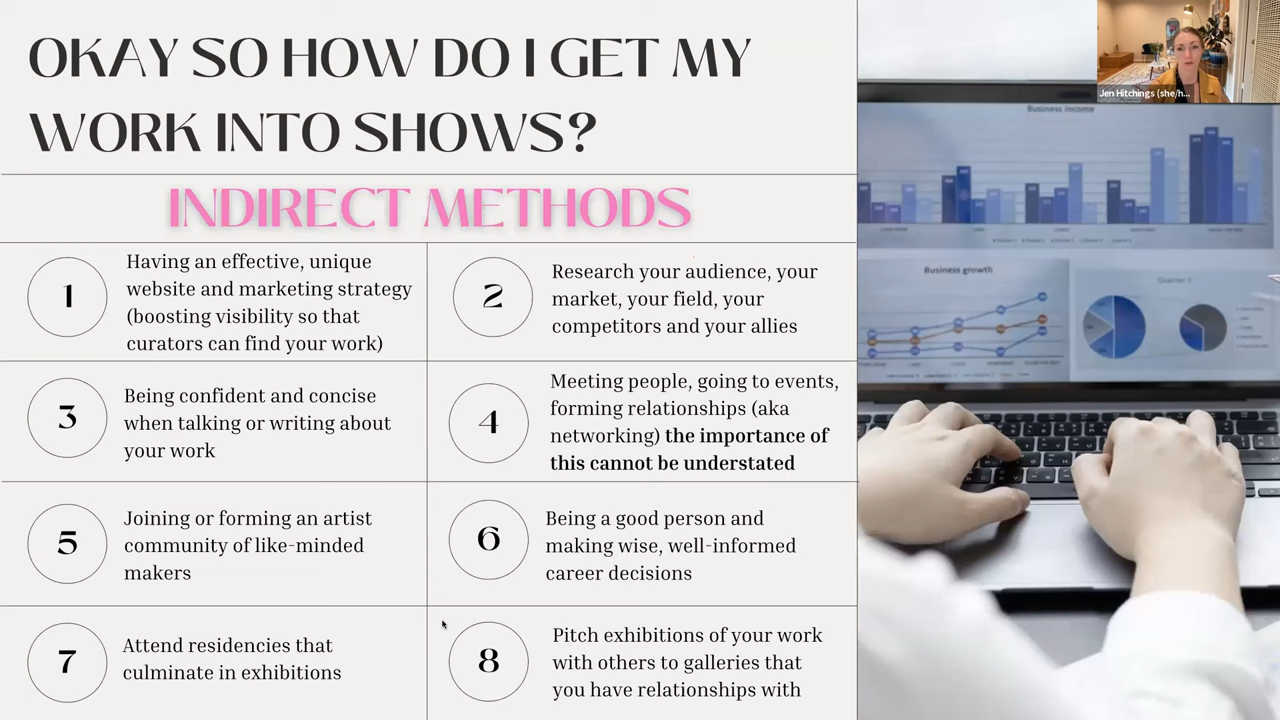 OKAY SO HOW DO I GET MY
WORK INTO SHOWS?
INDIRECT METHODS
1
Having an effective, unique
website and marketing strategy
(boosting visibility so that
curators can find your work)
2
Research your audience, your
market, your field, your
competitors and your allies
3
Being confident and concise
when talking or writing about
your work
4
Meeting people, going to events,
forming relationships (aka
networking) the importance of
this cannot be understated
5
Joining or forming an artist
community of like-minded
makers
6
Being a good person and
making wise, well-informed
career decisions
7
Attend residencies that
culminate in exhibitions
8
Pitch exhibitions of your work
with others to galleries that
you have relationships with
Jen Hitchings (she/h...
Business income
Business growth
Quarter 1